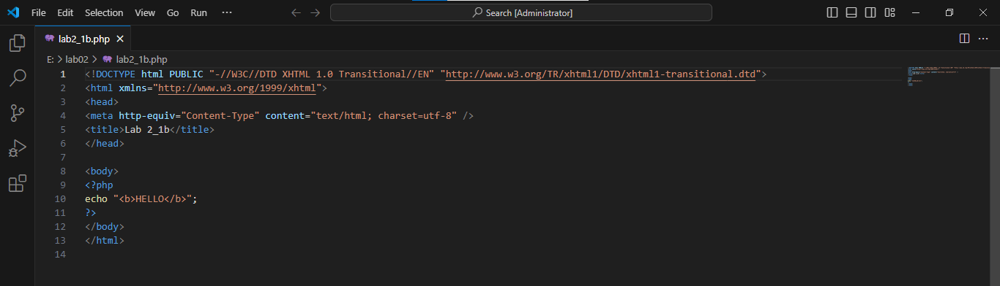 File Edit Selection View Go Run ··· Search [Administrator]
lab2_1b.php
E: > lab02 > lab2_1b.php
1 <!DOCTYPE html PUBLIC "-//W3C//DTD XHTML 1.0 Transitional//EN" "http://www.w3.org/TR/xhtml1/DTD/xhtml1-transitional.dtd">
2 <html xmlns="http://www.w3.org/1999/xhtml">
3 <head>
4 <meta http-equiv="Content-Type" content="text/html; charset=utf-8" />
5 <title>Lab 2_1b</title>
6 </head>
7
8 <body>
9 <?php
10 echo "<b>HELLO</b>";
11 ?>
12 </body>
13 </html>
14